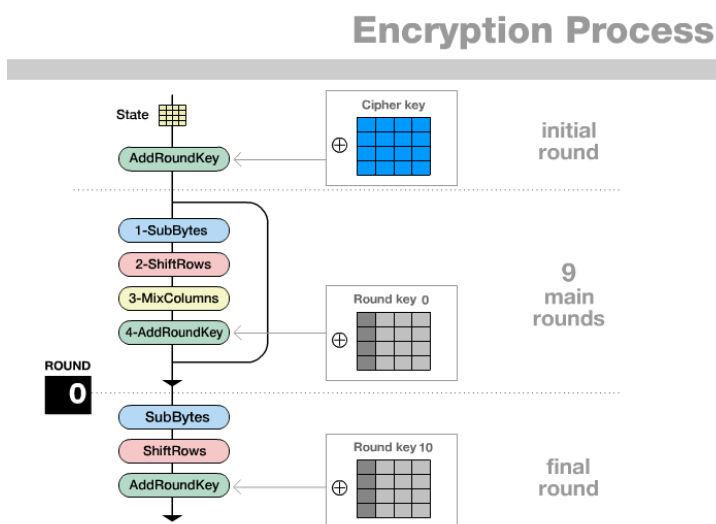 Encryption Process
State
Cipher key
⊕
AddRoundKey
initial
round
1-SubBytes
2-ShiftRows
3-MixColumns
4-AddRoundKey
Round key 0
⊕
9
main
rounds
ROUND
0
SubBytes
ShiftRows
AddRoundKey
Round key 10
⊕
final
round